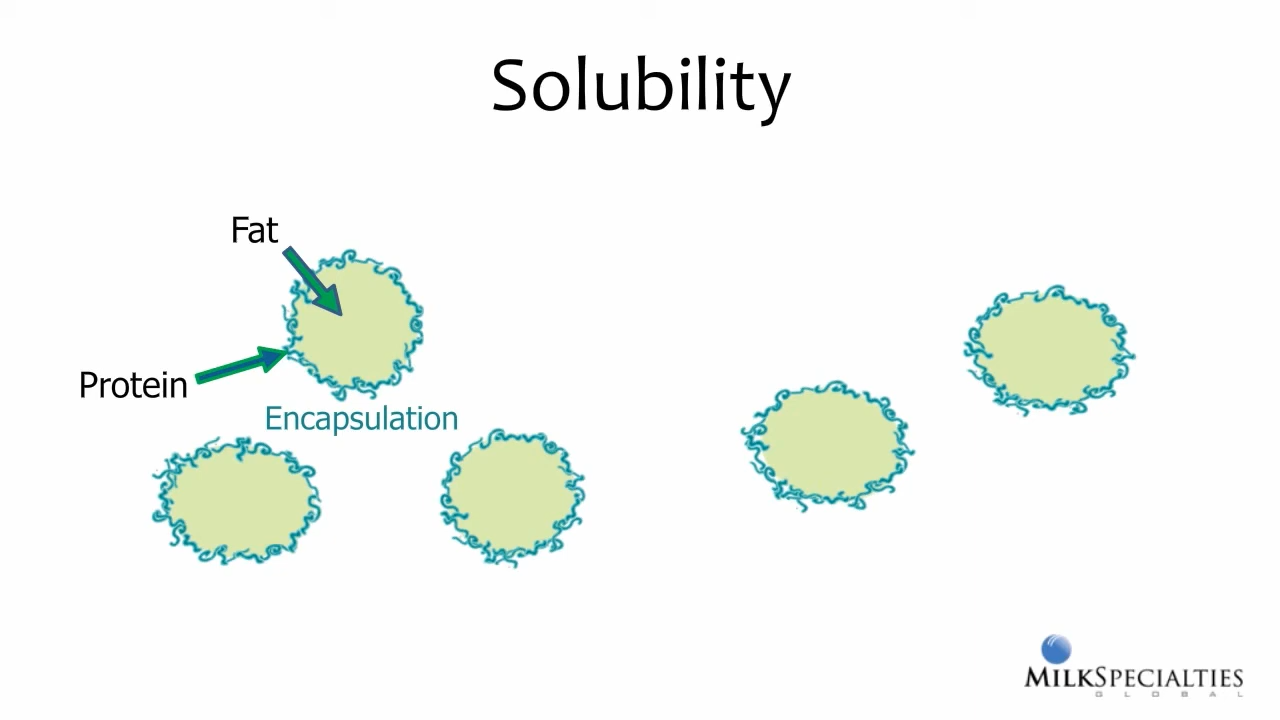 Solubility
Fat
Protein
Encapsulation
MILKSPECIALTIES
GLOBAL